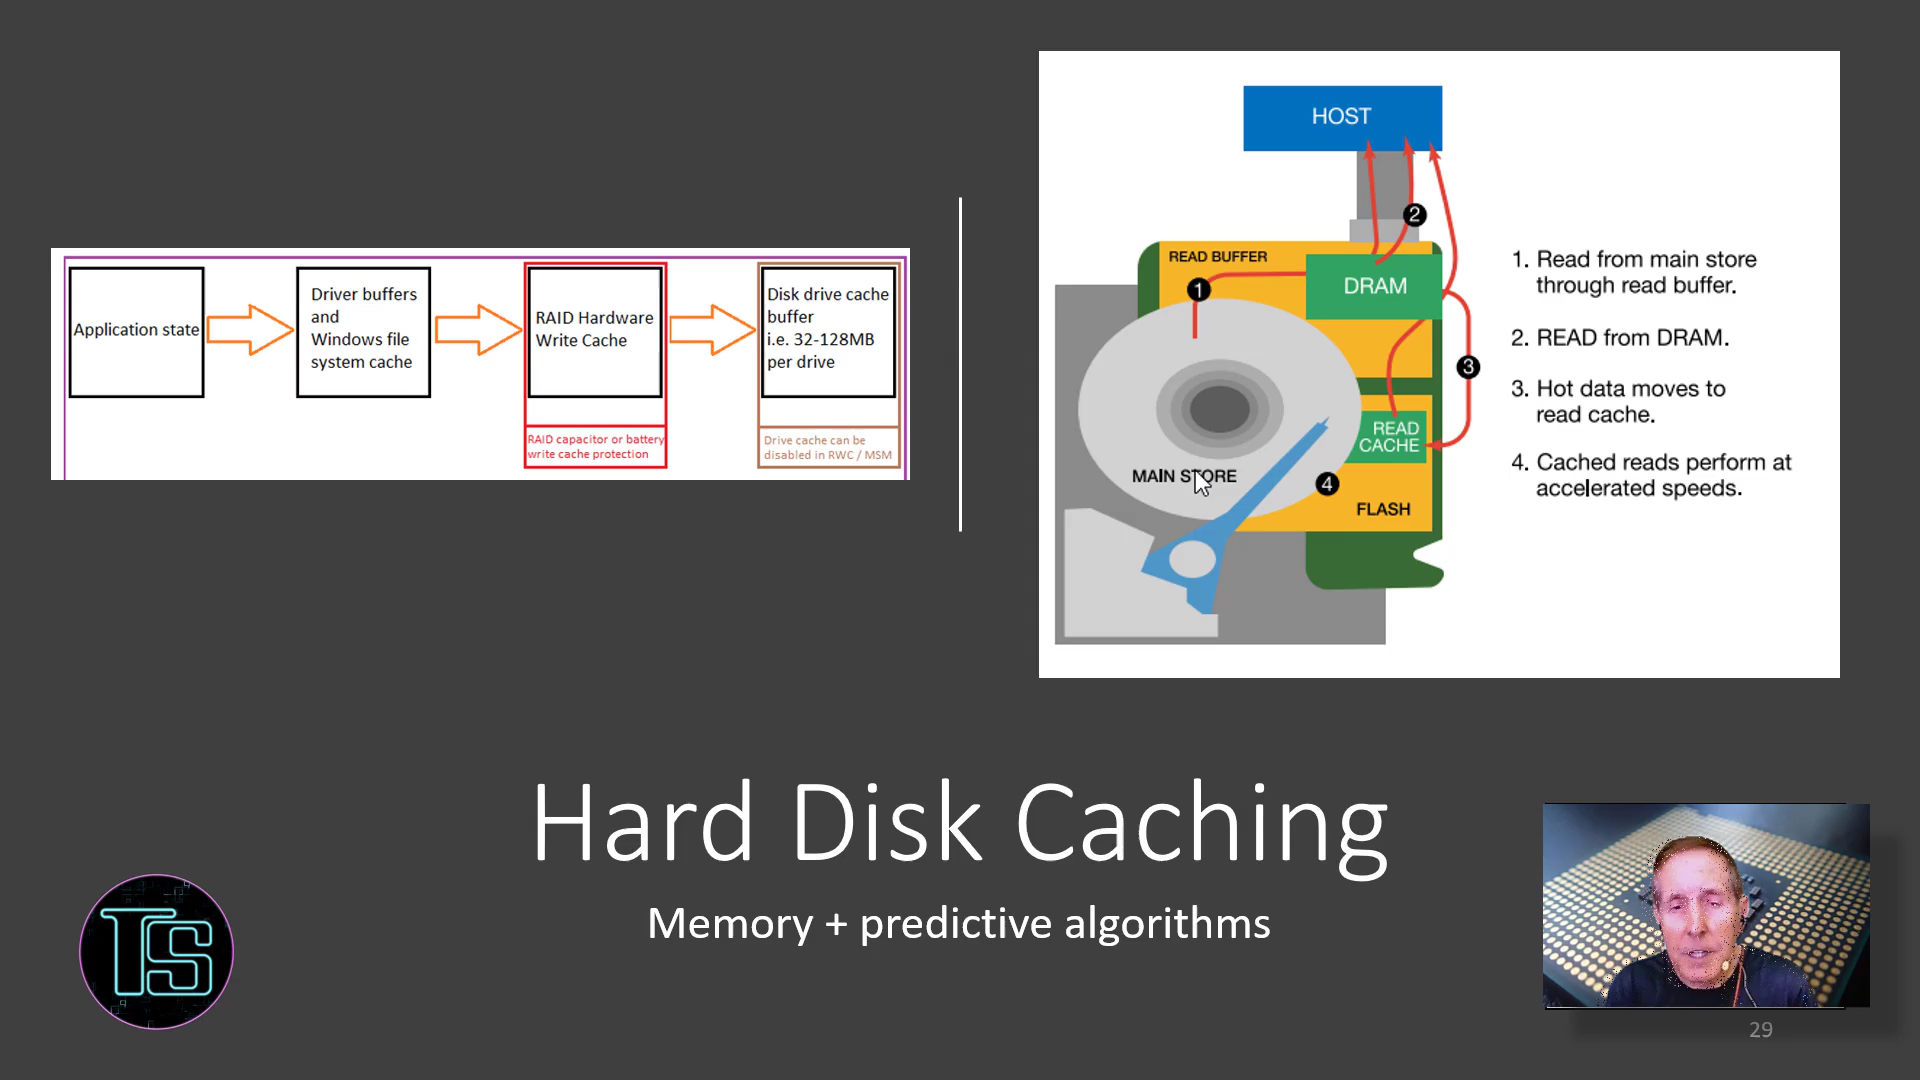 Application state
Driver buffers
and
Windows file
system cache
RAID Hardware
Write Cache
Disk drive cache
buffer
i.e. 32-128MB
per drive
RAID capacitor or battery
write cache protection
Drive cache can be
disabled in RWC / MSM
HOST
2
READ BUFFER
1
DRAM
3
READ
CACHE
MAIN STORE
4
FLASH
1. Read from main store
through read buffer.
2. READ from DRAM.
3. Hot data moves to
read cache.
4. Cached reads perform at
accelerated speeds.
Hard Disk Caching
Memory + predictive algorithms
TS
29